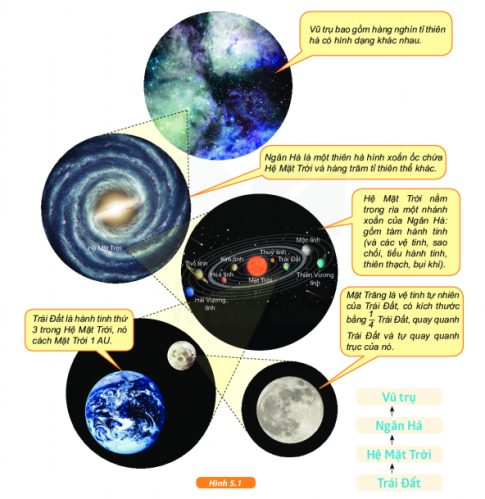 Vũ trụ bao gồm hàng nghìn tỉ thiên
hà có hình dạng khác nhau.
Ngân Hà là một thiên hà hình xoắn ốc chứa
Hệ Mặt Trời và hàng trăm tỉ thiên thể khác.
Hệ Mặt Trời
Hệ Mặt Trời nằm
trong rìa một nhánh
xoắn của Ngân Hà:
gồm tám hành tinh
(và các vệ tinh, sao
chổi, tiểu hành tinh,
thiên thạch, bụi khí).
Mộc tinh
Thuỷ tinh
Thổ tinh
Kim tinh
Trái Đất
Hoả tinh
Mặt Trời
Thiên Vương
tinh
Hải Vương
tinh
Mặt Trăng là vệ tinh tự nhiên
của Trái Đất, có kích thước
bằng 1/4 Trái Đất, quay quanh
Trái Đất và tự quay quanh
trục của nó.
Trái Đất là hành tinh thứ
3 trong Hệ Mặt Trời, nó
cách Mặt Trời 1 AU.
Vũ trụ
Ngân Hà
Hệ Mặt Trời
Trái Đất
Hình 5.1